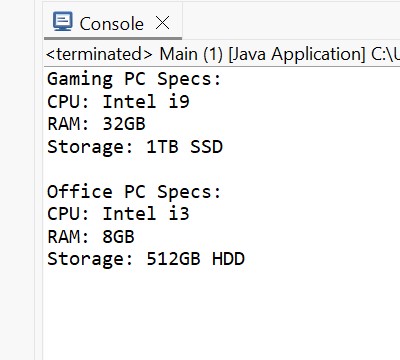 Console
<terminated> Main (1) [Java Application] C:\U
Gaming PC Specs:
CPU: Intel i9
RAM: 32GB
Storage: 1TB SSD

Office PC Specs:
CPU: Intel i3
RAM: 8GB
Storage: 512GB HDD